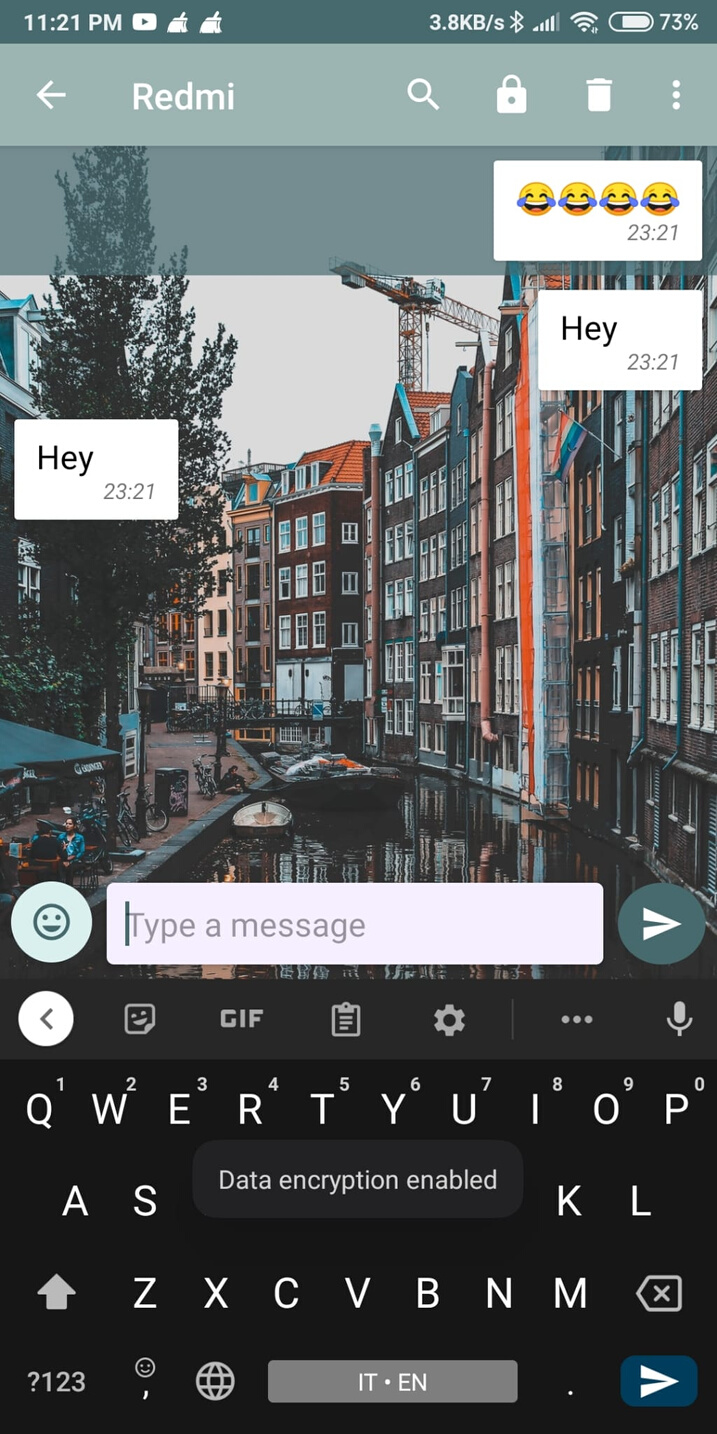 11:21 PM 3.8KB/s 73%
Redmi
😂😂😂😂
23:21
Hey
23:21
Hey
23:21
Type a message
GIF
1 2 3 4 5 6 7 8 9 0
Q W E R T Y U I O P
A S K L
Data encryption enabled
Z X C V B N M
?123 , IT • EN .